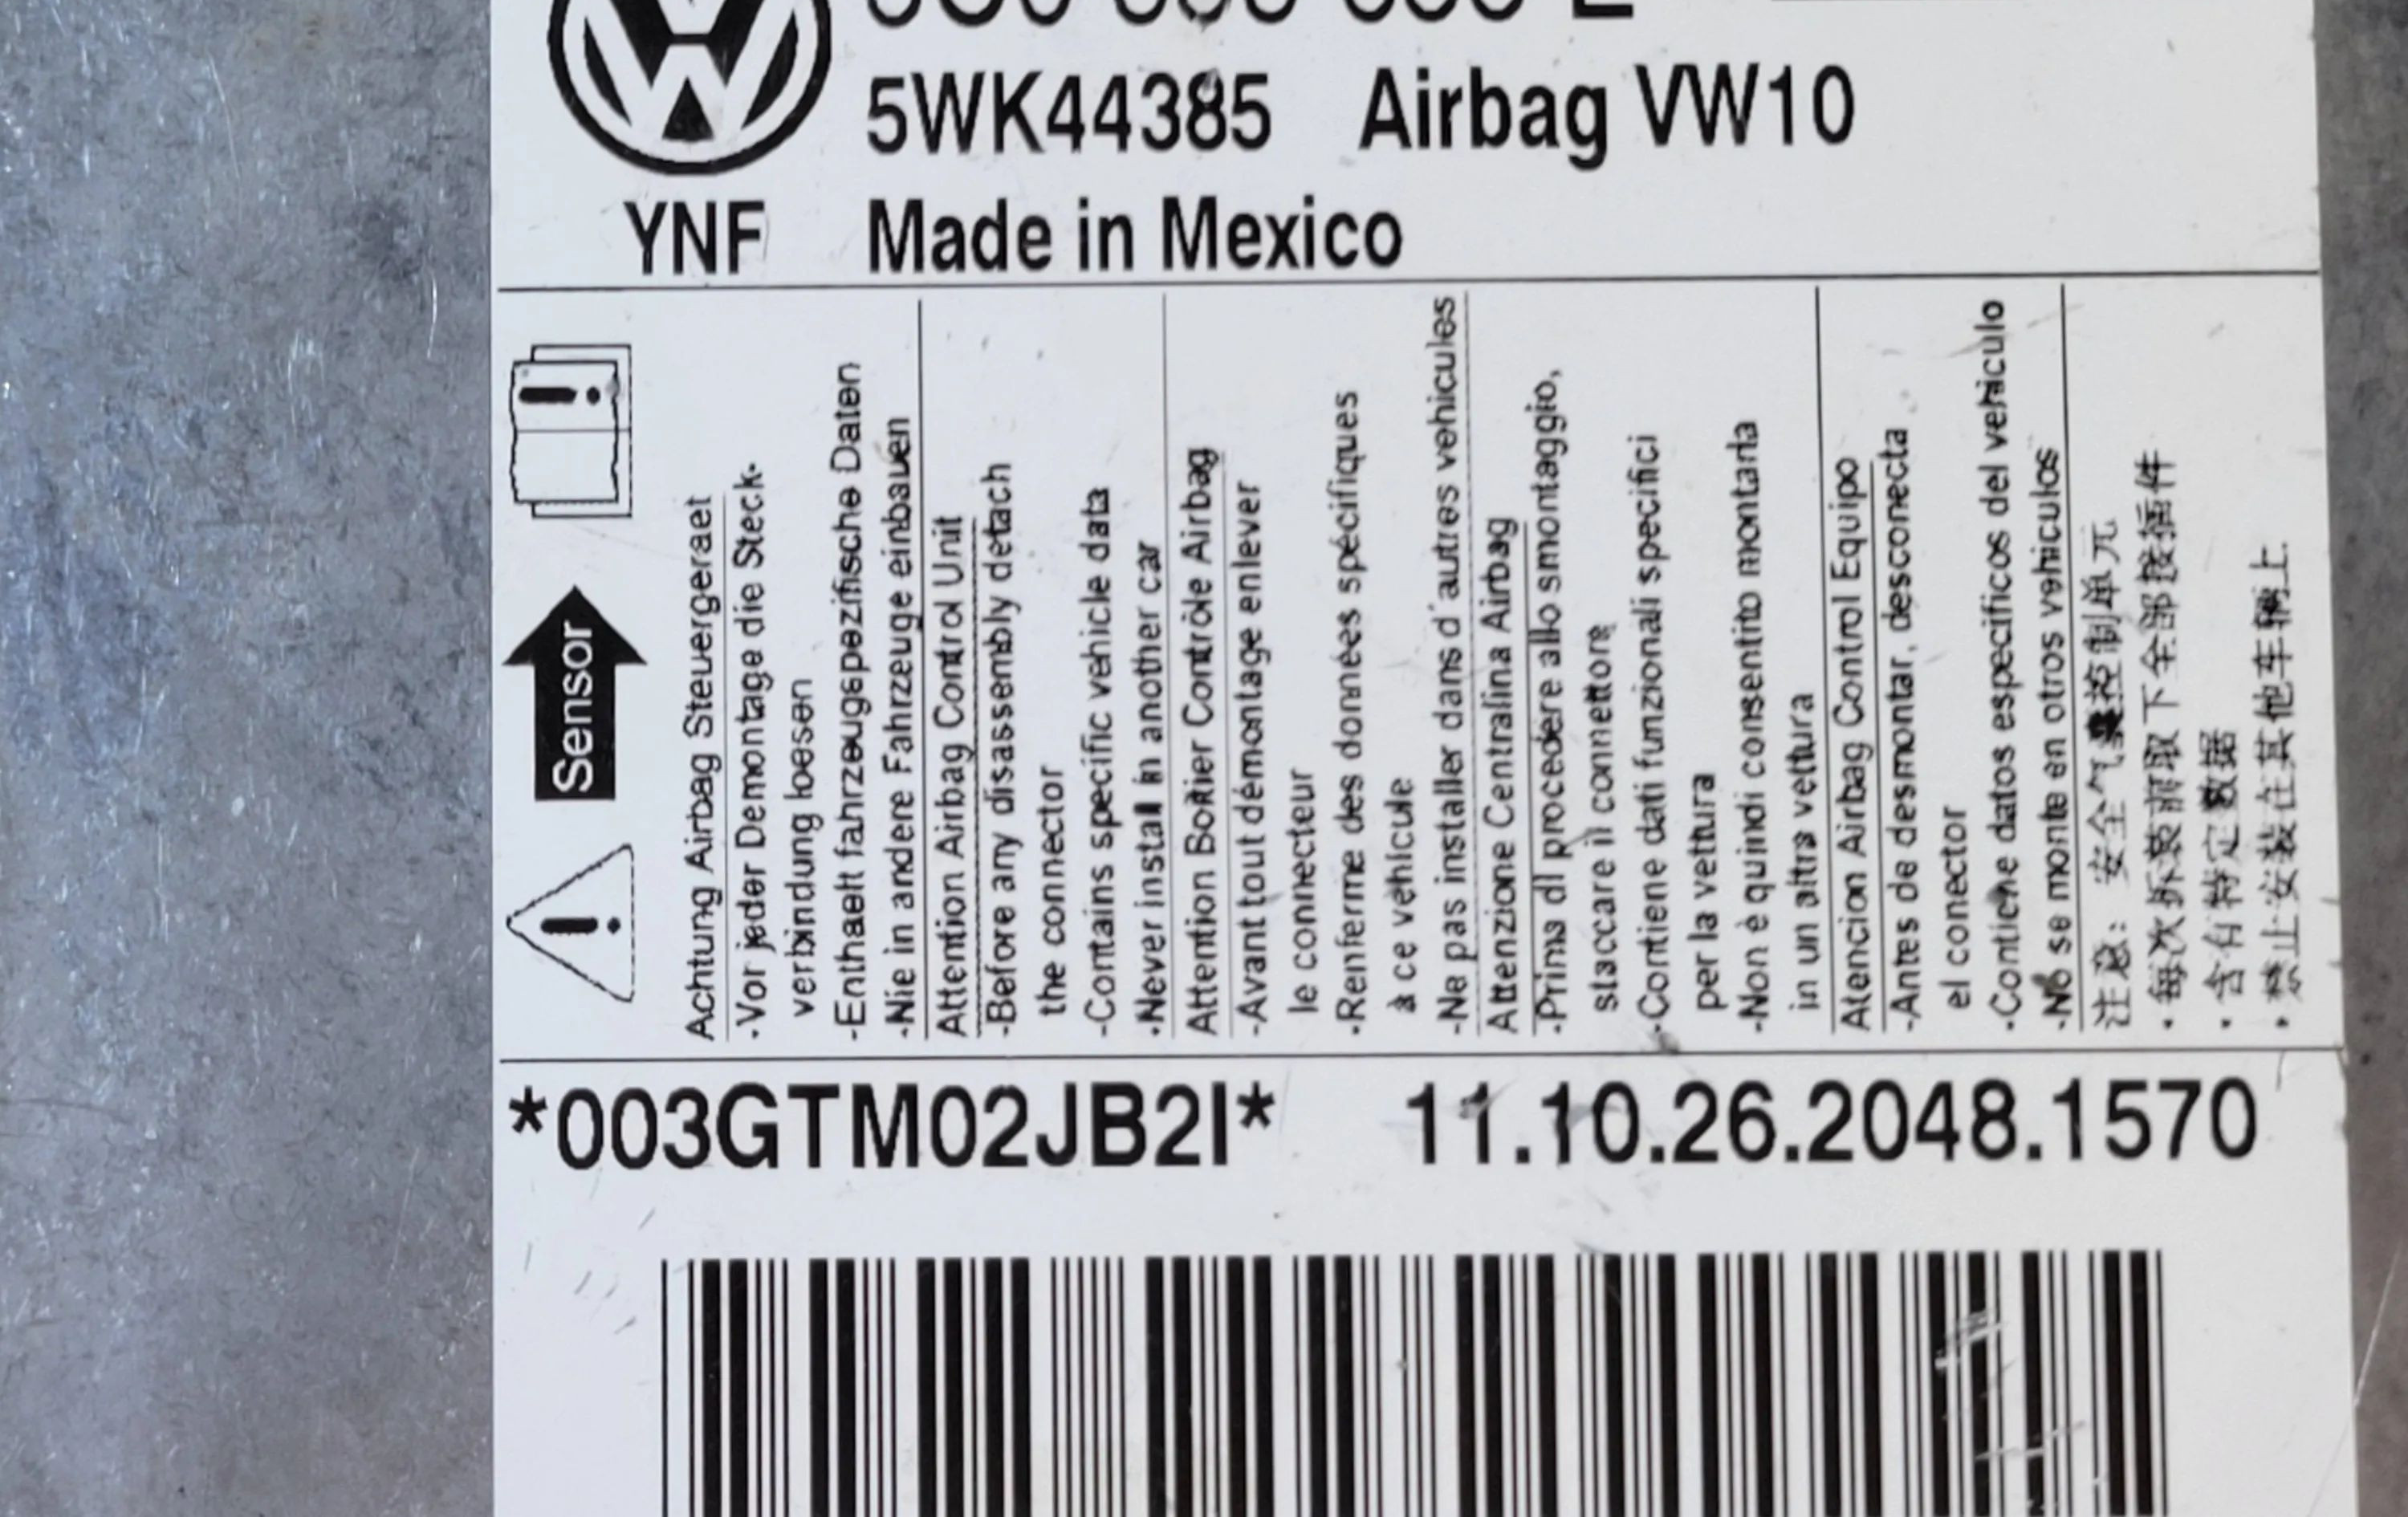 5WK44385 Airbag VW10
YNF Made in Mexico
Sensor
Achtung Airbag Steuergeraet
-Vor jeder Demontage die Steck-
verbindung loesen
-Enthaelt fahrzeugspezifische Daten
-Nie in andere Fahrzeuge einbauen
Attention Airbag Control Unit
-Before any disassembly detach
the connector
-Contains specific vehicle data
-Never install in another car
Attention Boîtier Contrôle Airbag
-Avant tout démontage enlever
le connecteur
-Renferme des données spécifiques
à ce véhicule
-Ne pas installer dans d'autres vehicules
Attenzione Centralina Airbag
-Prima di procedere allo smontaggio,
staccare il connettore
-Contiene dati funzionali specifici
per la vettura
-Non è quindi consentito montarla
in un altra vettura
Atencion Airbag Control Equipo
-Antes de desmontar, desconecta
el conector
-Contiene datos especificos del vehiculo
-No se monte en otros vehiculos
注意: 安全气囊控制单元
·每次拆装前取下全部接插件
·含有特定数据
·禁止安装在其他车辆上
*003GTM02JB2I* 11.10.26.2048.1570